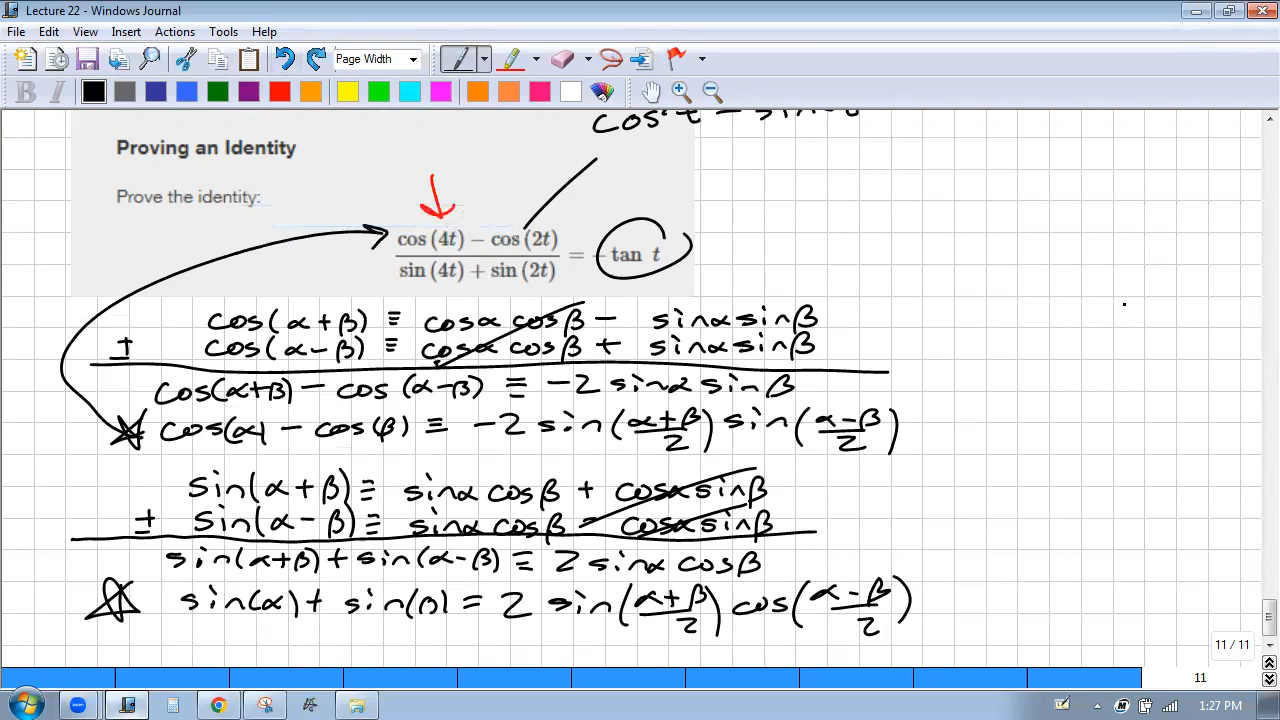 Lecture 22 - Windows Journal
File Edit View Insert Actions Tools Help
Page Width
B I
Proving an Identity
Prove the identity:
cos (4t) − cos (2t)
sin (4t) + sin (2t)
= − tan t
cos(α+β) ≡ cosα cosβ − sinα sinβ
± cos(α−β) ≡ cosα cosβ + sinα sinβ
cos(α+β) − cos(α−β) ≡ −2 sinα sinβ
cos(α) − cos(β) ≡ −2 sin(α+β/2) sin(α−β/2)
sin(α+β) ≡ sinα cosβ + cosα sinβ
± sin(α−β) ≡ sinα cosβ − cosα sinβ
sin(α+β) + sin(α−β) ≡ 2 sinα cosβ
sin(α) + sin(β) = 2 sin(α+β/2) cos(α−β/2)
11 / 11
11
1:27 PM